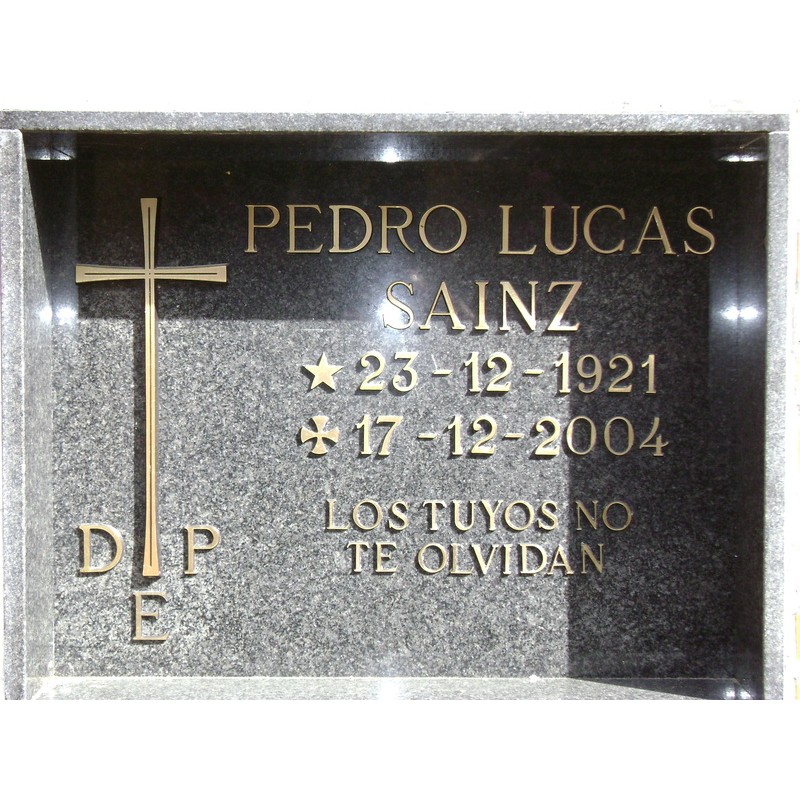 PEDRO LUCAS
SAINZ
★ 23-12-1921
✠ 17-12-2004
LOS TUYOS NO
TE OLVIDAN
D P
E